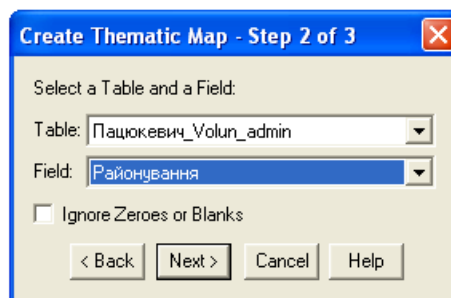 Create Thematic Map - Step 2 of 3
Select a Table and a Field:
Table: Пацюкевич_Volun_admin
Field: Районування
Ignore Zeroes or Blanks
< Back Next > Cancel Help